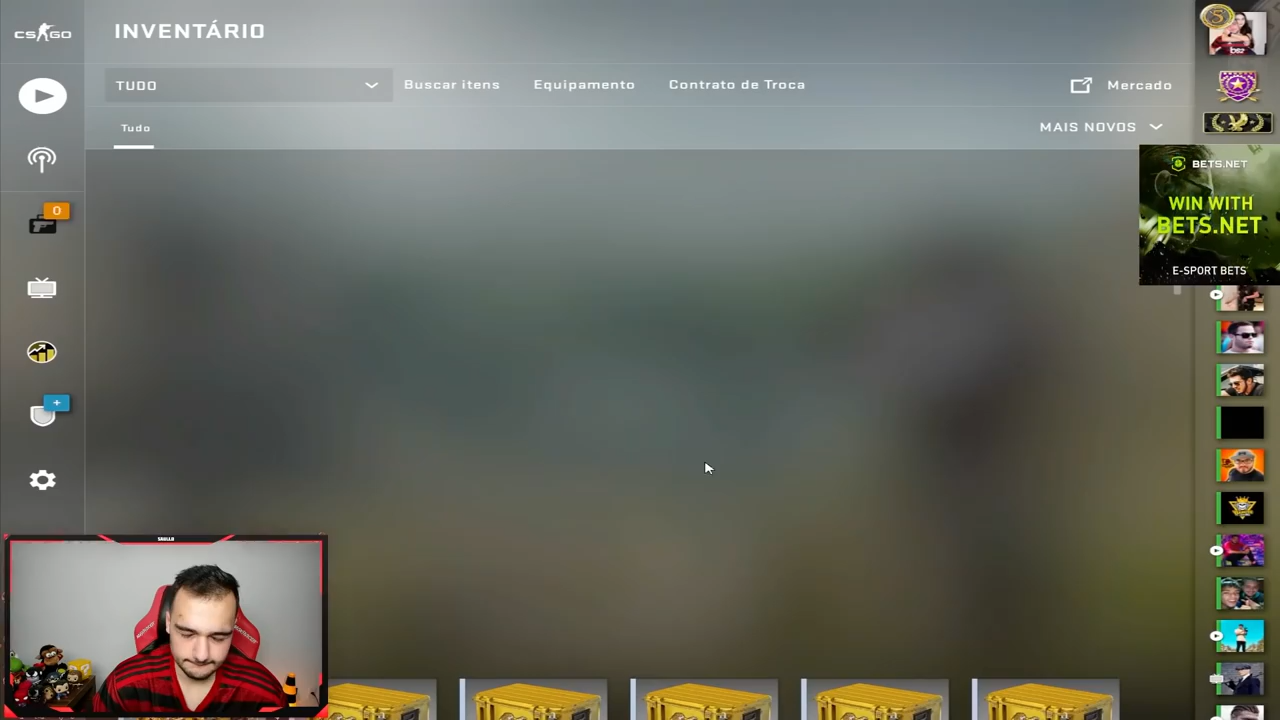 CS GO
INVENTÁRIO
TUDO
Buscar itens
Equipamento
Contrato de Troca
Mercado
Tudo
MAIS NOVOS
0
+
S
BETS.NET
WIN WITH
BETS.NET
E-SPORT BETS